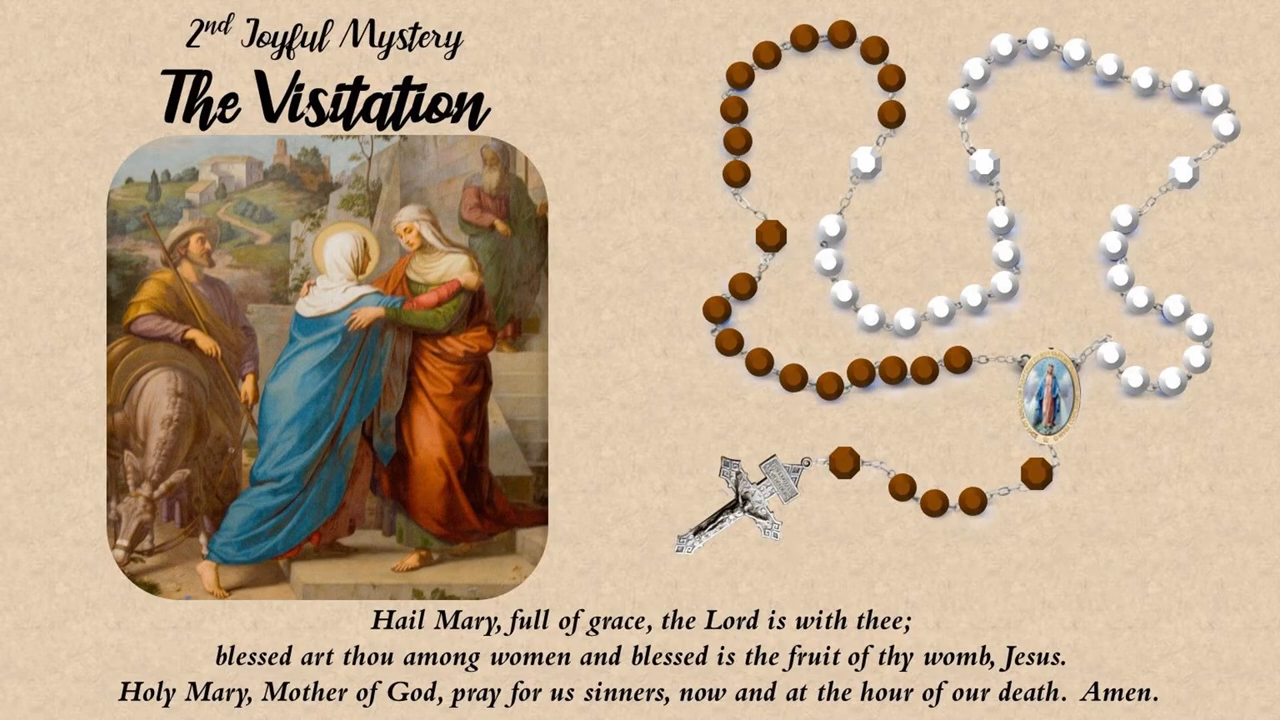 2nd Joyful Mystery
The Visitation
Hail Mary, full of grace, the Lord is with thee;
blessed art thou among women and blessed is the fruit of thy womb, Jesus.
Holy Mary, Mother of God, pray for us sinners, now and at the hour of our death. Amen.